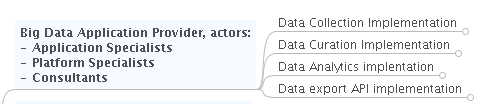 Big Data Application Provider, actors:
- Application Specialists
- Platform Specialists
- Consultants
Data Collection Implementation
Data Curation Implementation
Data Analytics implentation
Data export API implementation